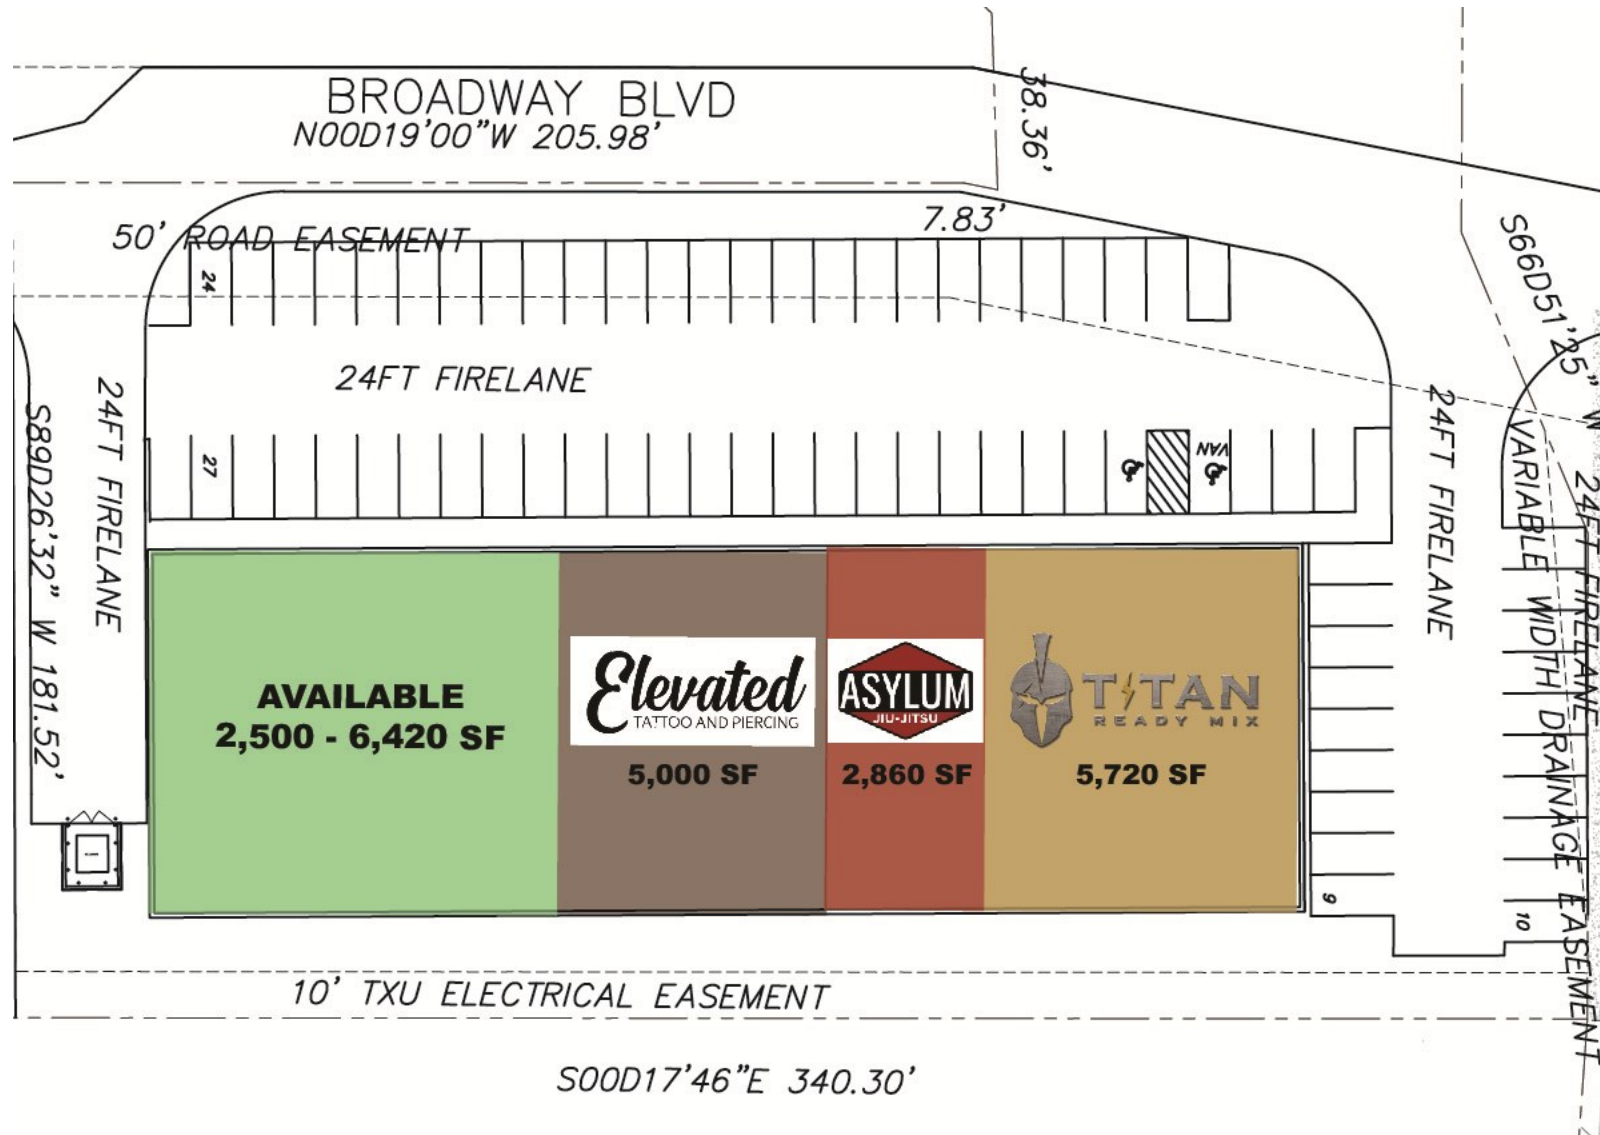 BROADWAY BLVD
N00D19'00"W 205.98'
38.36'
7.83'
50' ROAD EASEMENT
S66D51'25" W
24
24FT FIRELANE
27
VAN
S89D26'32" W 181.52'
24FT FIRELANE
24FT FIRELANE
VARIABLE WIDTH DRAINAGE EASEMENT
24FT FIRELANE
AVAILABLE
2,500 - 6,420 SF
Elevated
TATTOO AND PIERCING
5,000 SF
ASYLUM
JIU-JITSU
2,860 SF
TITAN
READY MIX
5,720 SF
9
10
10' TXU ELECTRICAL EASEMENT
S00D17'46"E 340.30'